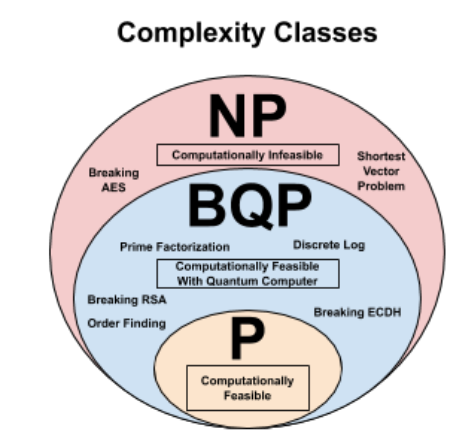 Complexity Classes
NP
Computationally Infeasible
Breaking
AES
Shortest
Vector
Problem
BQP
Prime Factorization
Discrete Log
Computationally Feasible
With Quantum Computer
Breaking RSA
Order Finding
Breaking ECDH
P
Computationally
Feasible